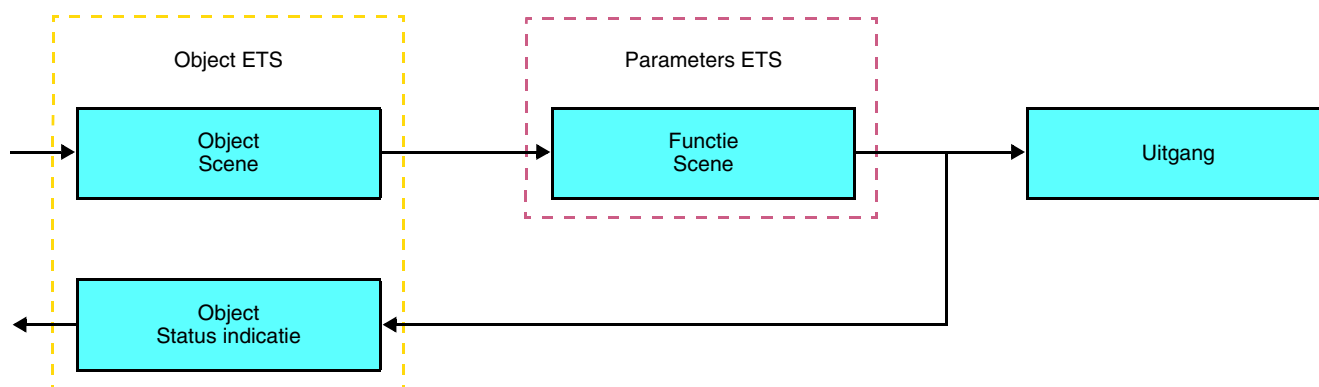 Object ETS
Parameters ETS
Object
Scene
Functie
Scene
Uitgang
Object
Status indicatie